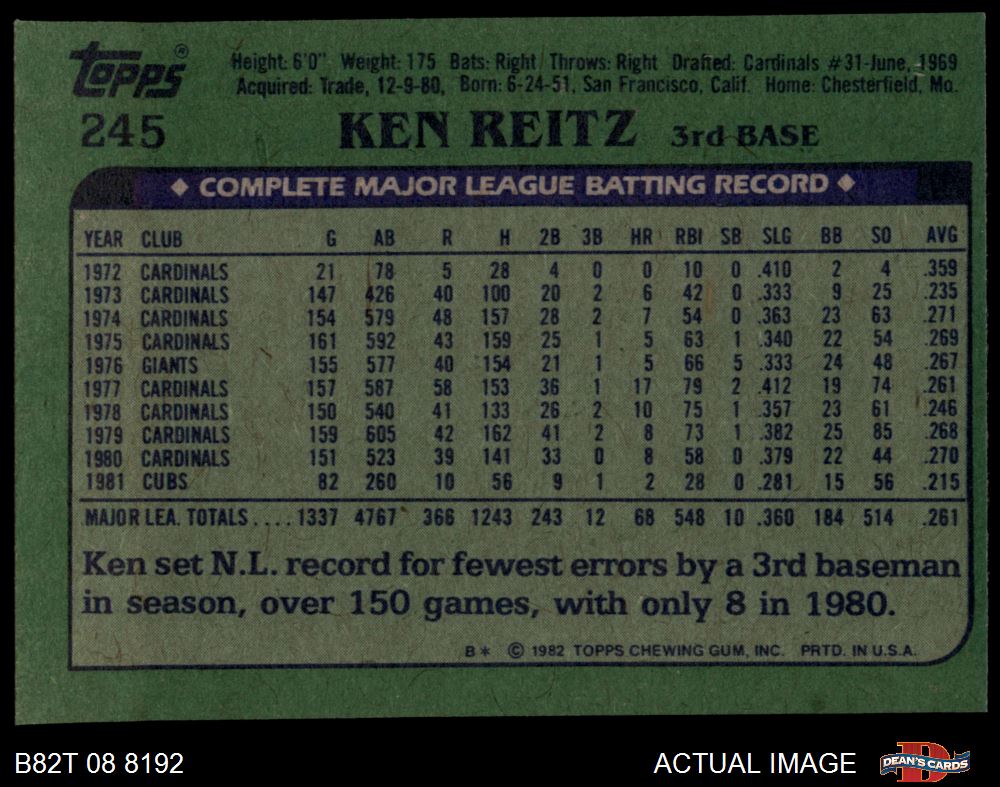 topps®
Height: 6'0" Weight: 175 Bats: Right Throws: Right Drafted: Cardinals #31-June, 1969
Acquired: Trade, 12-9-80, Born: 6-24-51, San Francisco, Calif. Home: Chesterfield, Mo.
245 KEN REITZ 3rd BASE
◆ COMPLETE MAJOR LEAGUE BATTING RECORD ◆
YEAR CLUB G AB R H 2B 3B HR RBI SB SLG BB SO AVG
1972 CARDINALS 21 78 5 28 4 0 0 10 0 .410 2 4 .359
1973 CARDINALS 147 426 40 100 20 2 6 42 0 .333 9 25 .235
1974 CARDINALS 154 579 48 157 28 2 7 54 0 .363 23 63 .271
1975 CARDINALS 161 592 43 159 25 1 5 63 1 .340 22 54 .269
1976 GIANTS 155 577 40 154 21 1 5 66 5 .333 24 48 .267
1977 CARDINALS 157 587 58 153 36 1 17 79 2 .412 19 74 .261
1978 CARDINALS 150 540 41 133 26 2 10 75 1 .357 23 61 .246
1979 CARDINALS 159 605 42 162 41 2 8 73 1 .382 25 85 .268
1980 CARDINALS 151 523 39 141 33 0 8 58 0 .379 22 44 .270
1981 CUBS 82 260 10 56 9 1 2 28 0 .281 15 56 .215
MAJOR LEA. TOTALS .... 1337 4767 366 1243 243 12 68 548 10 .360 184 514 .261
Ken set N.L. record for fewest errors by a 3rd baseman
in season, over 150 games, with only 8 in 1980.
B* © 1982 TOPPS CHEWING GUM, INC. PRTD. IN U.S.A.
B82T 08 8192 ACTUAL IMAGE DEAN'S CARDS